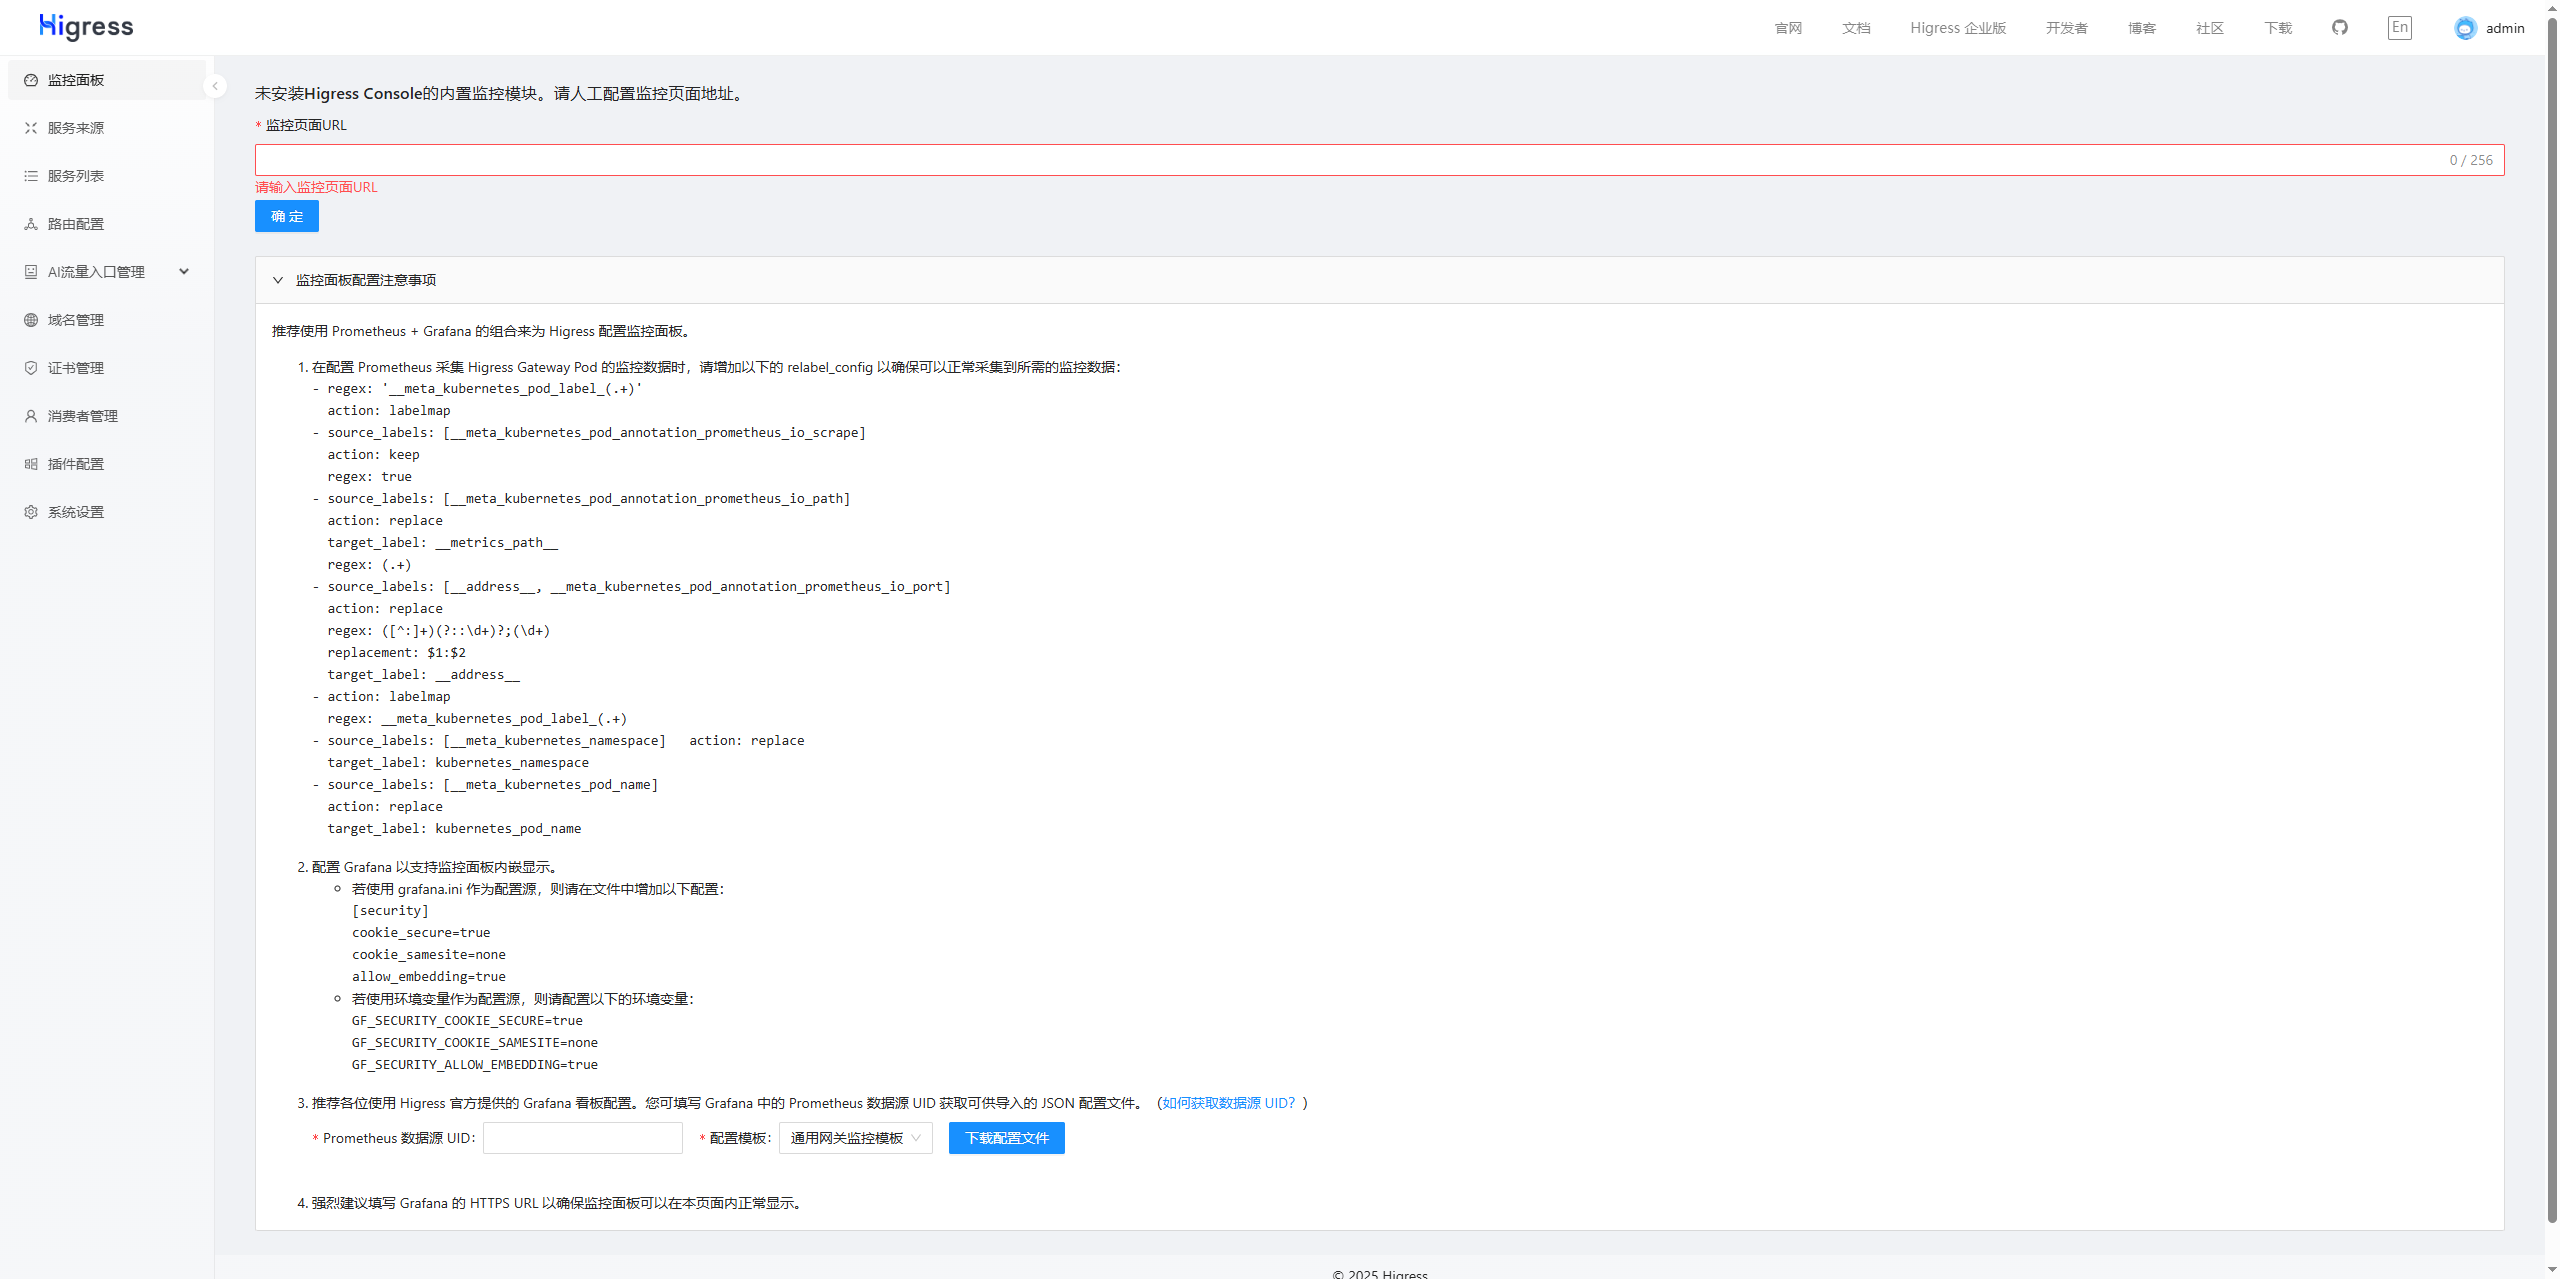 Higress
官网 文档 Higress 企业版 开发者 博客 社区 下载 En admin
监控面板
服务来源
服务列表
路由配置
AI流量入口管理
域名管理
证书管理
消费者管理
插件配置
系统设置
未安装Higress Console的内置监控模块。请人工配置监控页面地址。
* 监控页面URL
0 / 256
请输入监控页面URL
确 定
监控面板配置注意事项
推荐使用 Prometheus + Grafana 的组合来为 Higress 配置监控面板。
1. 在配置 Prometheus 采集 Higress Gateway Pod 的监控数据时，请增加以下的 relabel_config 以确保可以正常采集到所需的监控数据：
- regex: '__meta_kubernetes_pod_label_(.+)'
action: labelmap
- source_labels: [__meta_kubernetes_pod_annotation_prometheus_io_scrape]
action: keep
regex: true
- source_labels: [__meta_kubernetes_pod_annotation_prometheus_io_path]
action: replace
target_label: __metrics_path__
regex: (.+)
- source_labels: [__address__, __meta_kubernetes_pod_annotation_prometheus_io_port]
action: replace
regex: ([^:]+)(?::\d+)?;(\d+)
replacement: $1:$2
target_label: __address__
- action: labelmap
regex: __meta_kubernetes_pod_label_(.+)
- source_labels: [__meta_kubernetes_namespace]   action: replace
target_label: kubernetes_namespace
- source_labels: [__meta_kubernetes_pod_name]
action: replace
target_label: kubernetes_pod_name
2. 配置 Grafana 以支持监控面板内嵌显示。
若使用 grafana.ini 作为配置源，则请在文件中增加以下配置：
[security]
cookie_secure=true
cookie_samesite=none
allow_embedding=true
若使用环境变量作为配置源，则请配置以下的环境变量：
GF_SECURITY_COOKIE_SECURE=true
GF_SECURITY_COOKIE_SAMESITE=none
GF_SECURITY_ALLOW_EMBEDDING=true
3. 推荐各位使用 Higress 官方提供的 Grafana 看板配置。您可填写 Grafana 中的 Prometheus 数据源 UID 获取可供导入的 JSON 配置文件。（如何获取数据源 UID？）
* Prometheus 数据源 UID： * 配置模板： 通用网关监控模板 下载配置文件
4. 强烈建议填写 Grafana 的 HTTPS URL 以确保监控面板可以在本页面内正常显示。
© 2025 Higress